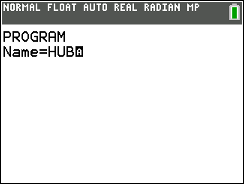 NORMAL FLOAT AUTO REAL RADIAN MP
PROGRAM
Name=HUB